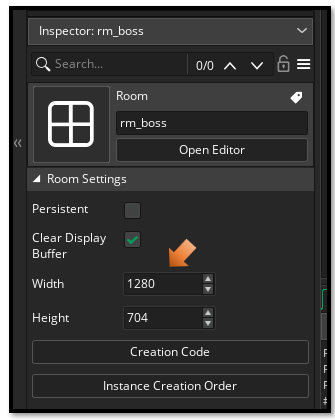 Inspector: rm_boss
Search...
0/0
Room
rm_boss
Open Editor
Room Settings
Persistent
Clear Display
Buffer
Width
1280
Height
704
Creation Code
Instance Creation Order